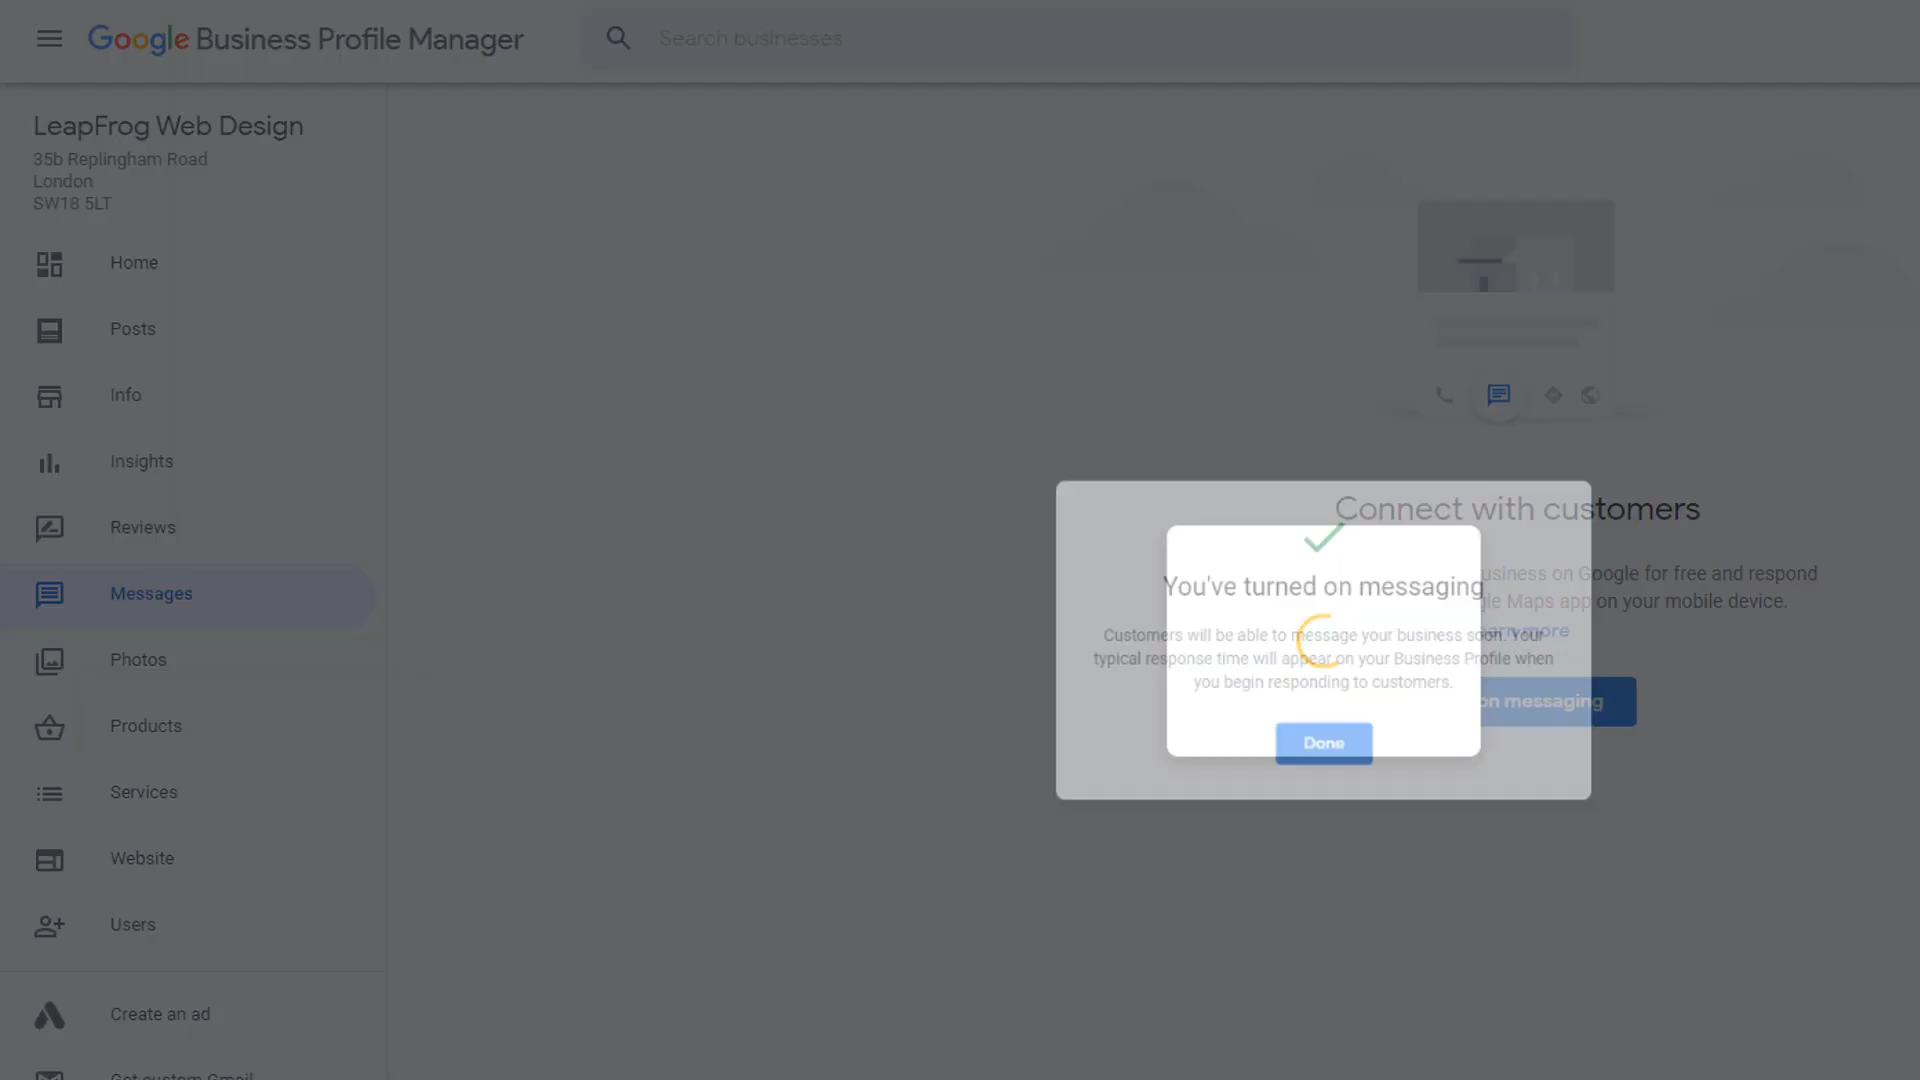 Google Business Profile Manager
Search businesses
LeapFrog Web Design
35b Replingham Road
London
SW18 5LT
Home
Posts
Info
Insights
Reviews
Messages
Photos
Products
Services
Website
Users
Create an ad
Get custom Gmail
Connect with customers
business on Google for free and respond
Google Maps app on your mobile device.
Learn more
on messaging
You've turned on messaging
Customers will be able to message your business soon. Your
typical response time will appear on your Business Profile when
you begin responding to customers.
Done